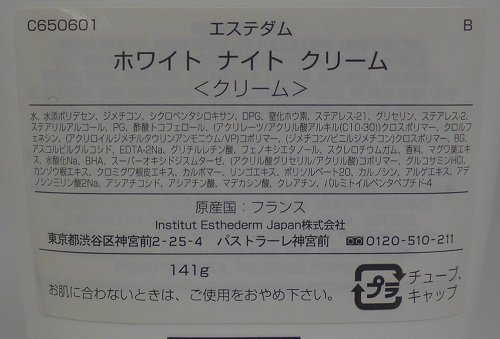 C650601
エステダム
B
ホワイト ナイト クリーム
＜クリーム＞
水、水添ポリデセン、ジメチコン、シクロペンタシロキサン、DPG、窒化ホウ素、ステアレス-21、グリセリン、ステアレス-2、
ステアリルアルコール、PG、酢酸トコフェロール、(アクリレーツ/アクリル酸アルキル(C10-30))クロスポリマー、クロルフ
ェネシン、(アクリロイルジメチルタウリンアンモニウム/VP)コポリマー、(ジメチコン/ビニルジメチコン)クロスポリマー、BG、
アスコルビルグルコシド、EDTA-2Na、グリチルレチン酸、フェノキシエタノール、スクレロチウムガム、香料、マグワ葉エキ
ス、水酸化Na、BHA、スーパーオキシドジスムターゼ、(アクリル酸グリセリル/アクリル酸)コポリマー、グルコサミンHCl、
カンゾウ根エキス、クロミグワ根皮エキス、カルボマー、リンゴエキス、ポリソルベート20、カルノシン、アルゲエキス、アデ
ノシン三リン酸2Na、アシアチコシド、アシアチン酸、マデカシン酸、クレアチン、パルミトイルペンタペプチド-4
原産国：フランス
Institut Esthederm Japan株式会社
東京都渋谷区神宮前2-25-4 パストラーレ神宮前 0120-510-211
141g
お肌に合わないときは、ご使用をおやめ下さい。
プラ
チューブ、
キャップ